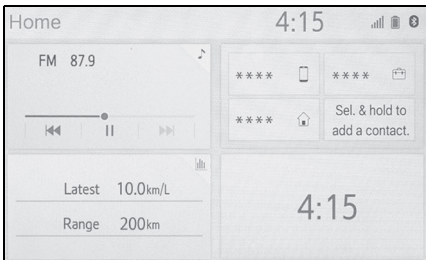 Home 4:15
FM 87.9
**** ****
**** Sel. & hold to
add a contact.
Latest 10.0km/L
Range 200km
4:15